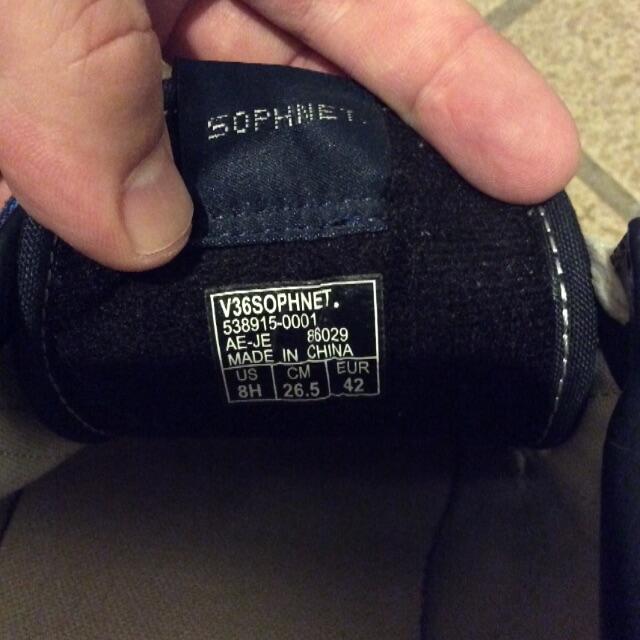 SOPHNET.
V36SOPHNET.
538915-0001
AE-JE 86029
MADE IN CHINA
US CM EUR
8H 26.5 42